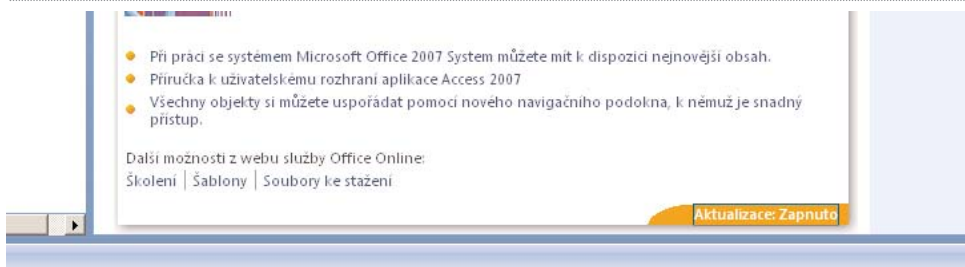 Při práci se systémem Microsoft Office 2007 System můžete mít k dispozici nejnovější obsah.
Příručka k uživatelskému rozhraní aplikace Access 2007
Všechny objekty si můžete uspořádat pomocí nového navigačního podokna, k němuž je snadný
přístup.
Další možnosti z webu služby Office Online:
Školení | Šablony | Soubory ke stažení
Aktualizace: Zapnuto